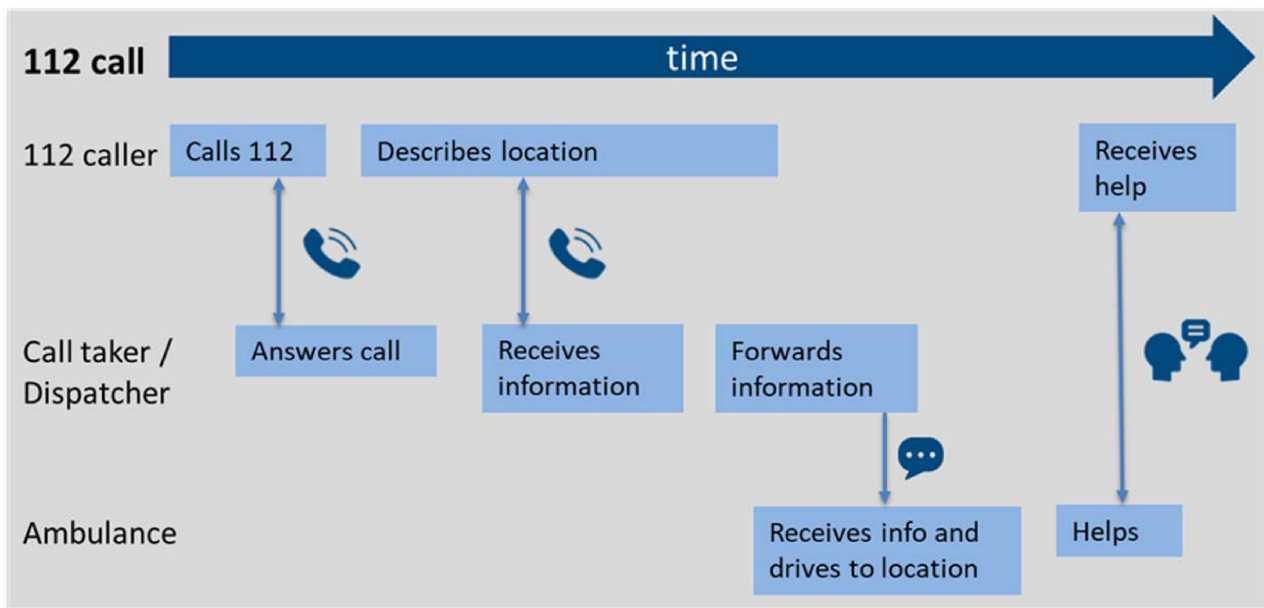 112 call
time
112 caller
Calls 112
Describes location
Receives
help
Call taker /
Dispatcher
Answers call
Receives
information
Forwards
information
Ambulance
Receives info and
drives to location
Helps